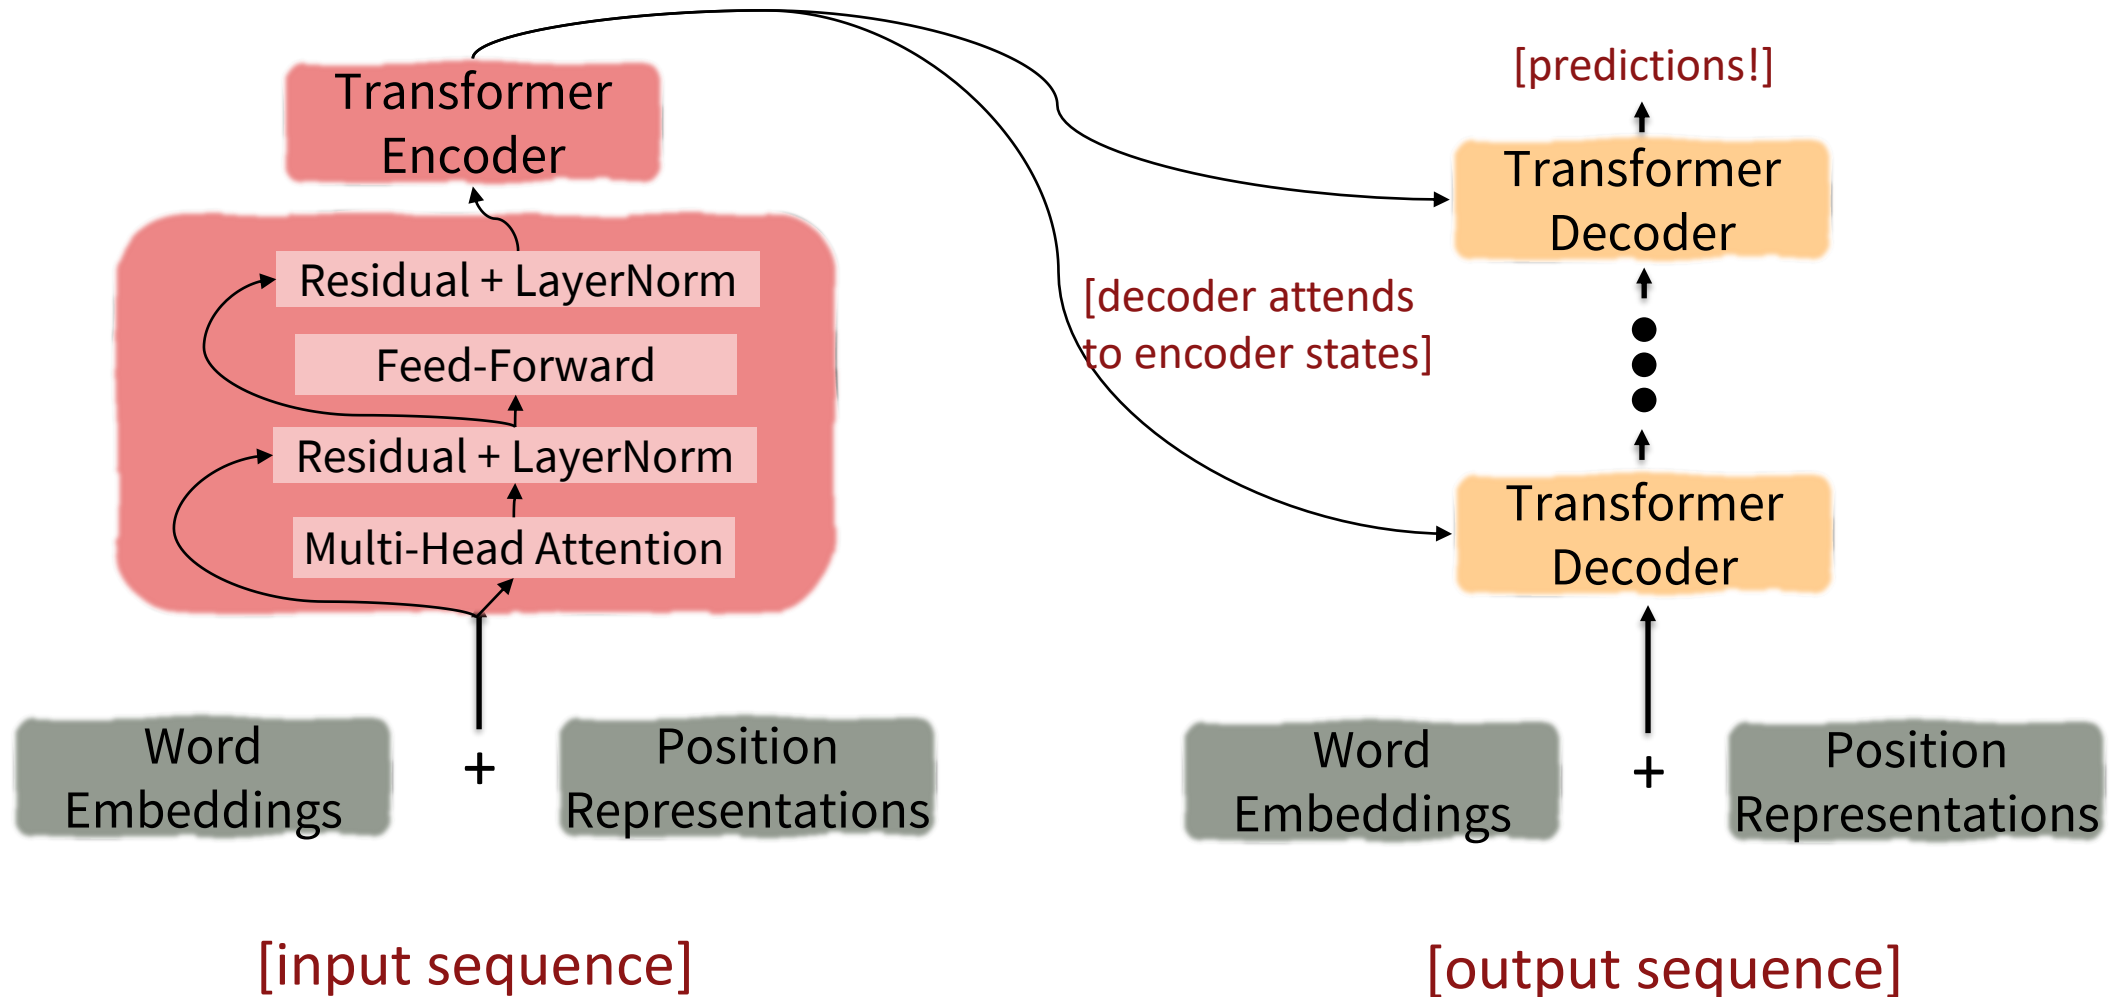 Transformer
Encoder
Residual + LayerNorm
Feed-Forward
Residual + LayerNorm
Multi-Head Attention
Word
Embeddings
+
Position
Representations
[input sequence]
[decoder attends
to encoder states]
[predictions!]
Transformer
Decoder
Transformer
Decoder
Word
Embeddings
+
Position
Representations
[output sequence]